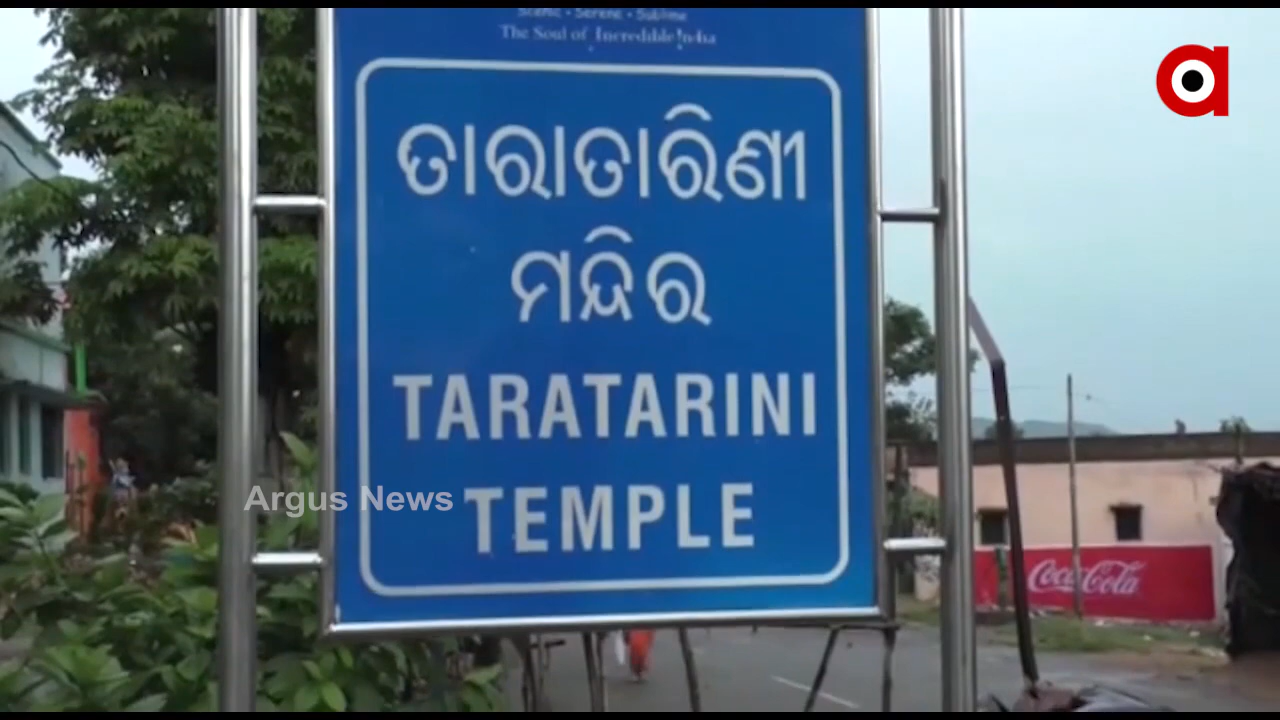 Scenic • Serene • Sublime
The Soul of Incredible India
ତାରାତାରିଣୀ
ମନ୍ଦିର
TARATARINI
TEMPLE
Argus News
Coca-Cola
a